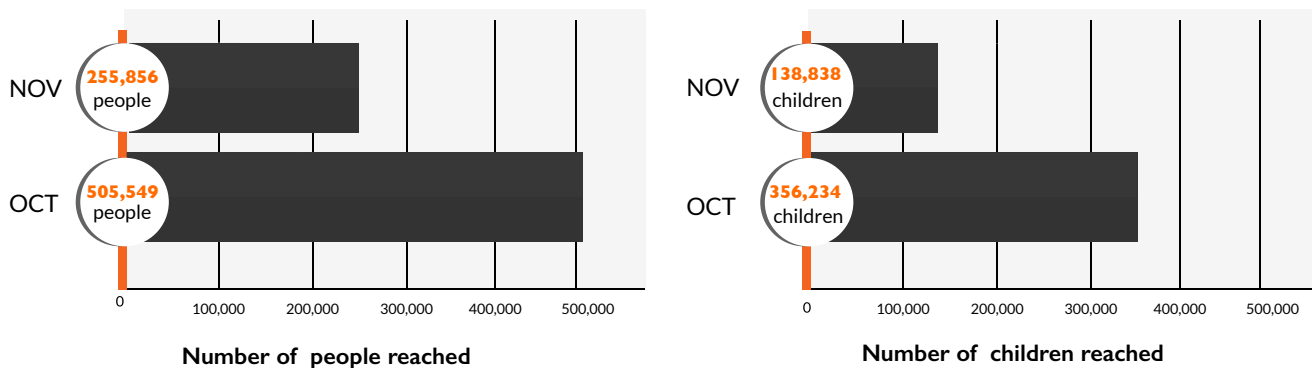 NOV
255,856
people
OCT
505,549
people
0 100,000 200,000 300,000 400,000 500,000
Number of people reached
NOV
138,838
children
OCT
356,234
children
0 100,000 200,000 300,000 400,000 500,000
Number of children reached